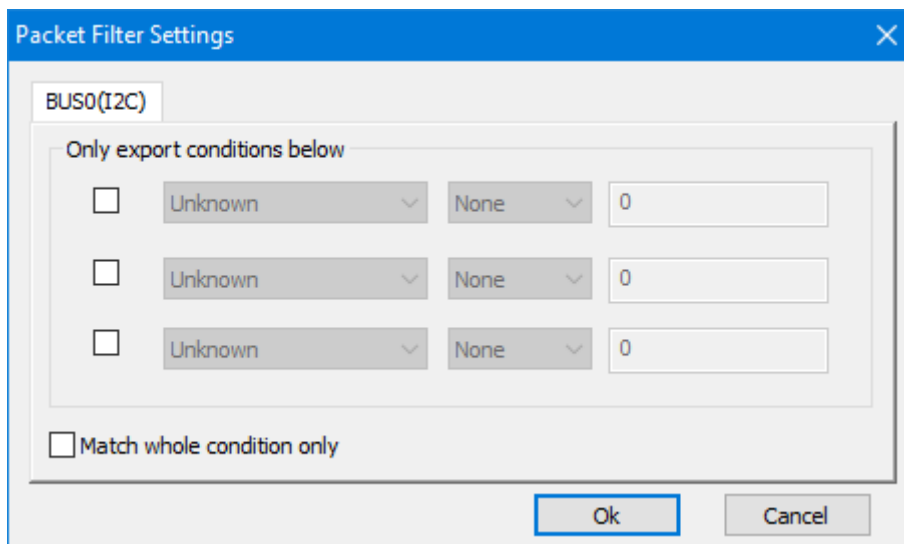 Packet Filter Settings
BUS0(I2C)
Only export conditions below
Unknown None 0
Unknown None 0
Unknown None 0
Match whole condition only
Ok Cancel